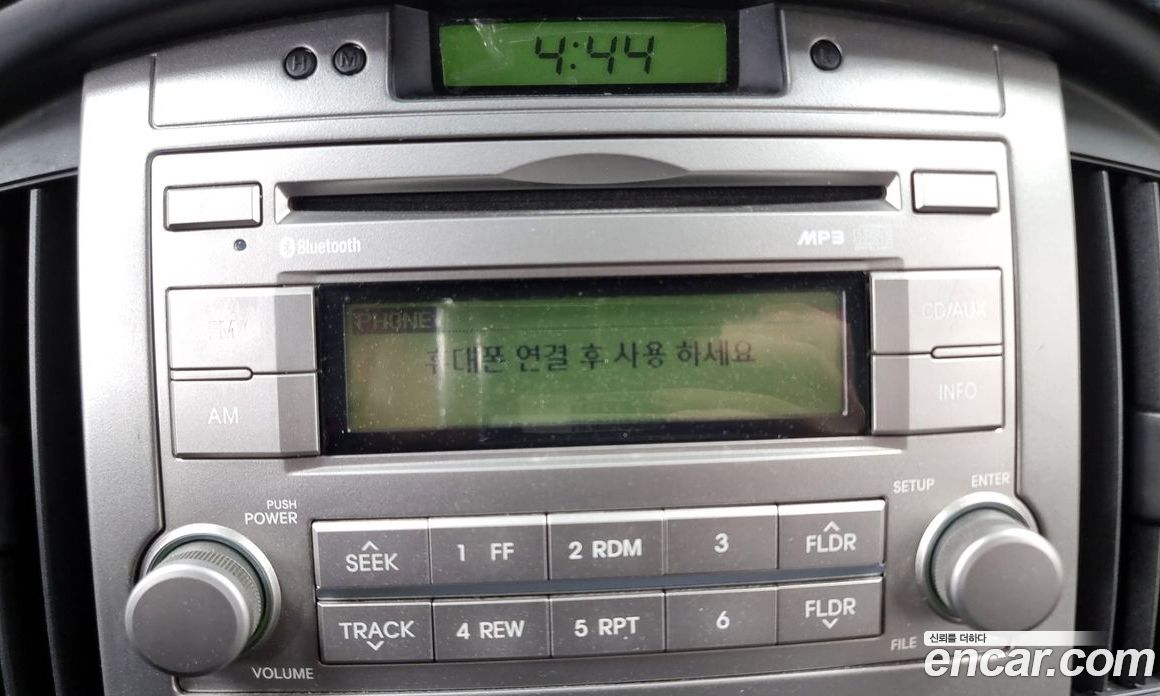 4:44
H M
Bluetooth
MP3
PHONE
휴대폰 연결 후 사용 하세요
CD/AUX
AM
INFO
PUSH
POWER
SETUP
ENTER
SEEK
1 FF
2 RDM
3
FLDR
TRACK
4 REW
5 RPT
6
FLDR
VOLUME
FILE
신뢰를 더하다
encar.com